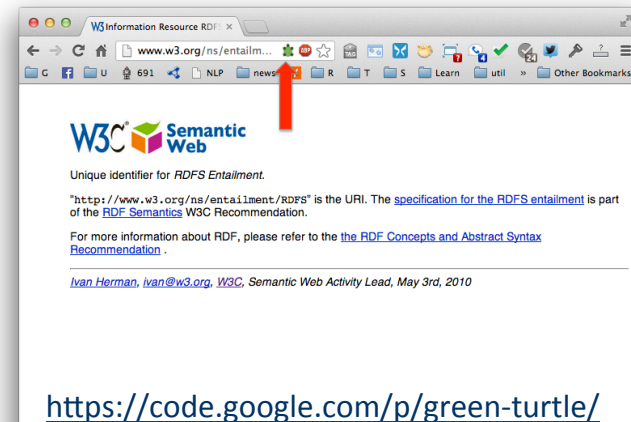 W3 Information Resource RDFS ×
www.w3.org/ns/entailm...
G U 691 NLP news R T S Learn util » Other Bookmarks
W3C Semantic
Web
Unique identifier for RDFS Entailment.
"http://www.w3.org/ns/entailment/RDFS" is the URI. The specification for the RDFS entailment is part
of the RDF Semantics W3C Recommendation.
For more information about RDF, please refer to the the RDF Concepts and Abstract Syntax
Recommendation .
Ivan Herman, ivan@w3.org, W3C, Semantic Web Activity Lead, May 3rd, 2010
https://code.google.com/p/green-turtle/